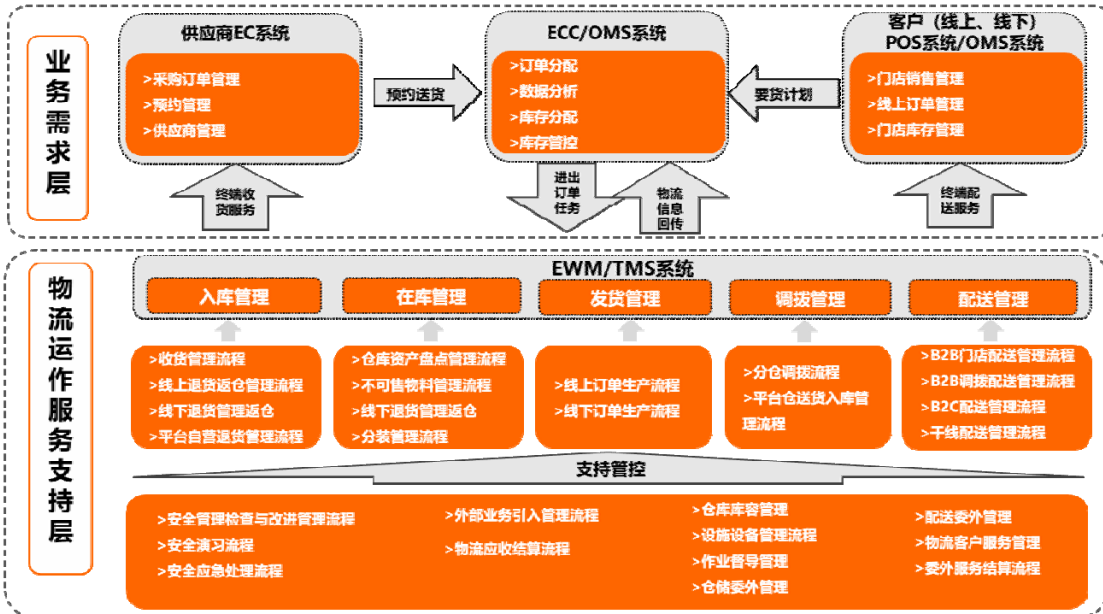 业务需求层
供应商EC系统
>采购订单管理
>预约管理
>供应商管理
预约送货
ECC/OMS系统
>订单分配
>数据分析
>库存分配
>库存管控
要货计划
客户（线上、线下）
POS系统/OMS系统
>门店销售管理
>线上订单管理
>门店库存管理
终端收
货服务
进出
订单
任务
物流
信息
回传
终端配
送服务
物流运作服务支持层
EWM/TMS系统
入库管理
在库管理
发货管理
调拨管理
配送管理
>收货管理流程
>线上退货返仓管理流程
>线下退货管理返仓
>平台自营退货管理流程
>仓库资产盘点管理流程
>不可售物料管理流程
>线下退货管理返仓
>分装管理流程
>线上订单生产流程
>线下订单生产流程
>分仓调拨流程
>平台仓送货入库管
理流程
>B2B门店配送管理流程
>B2B调拨配送管理流程
>B2C配送管理流程
>干线配送管理流程
支持管控
>安全管理检查与改进管理流程
>安全演习流程
>安全应急处理流程
>外部业务引入管理流程
>物流应收结算流程
>仓库库容管理
>设施设备管理流程
>作业督导管理
>仓储委外管理
>配送委外管理
>物流客户服务管理
>委外服务结算流程